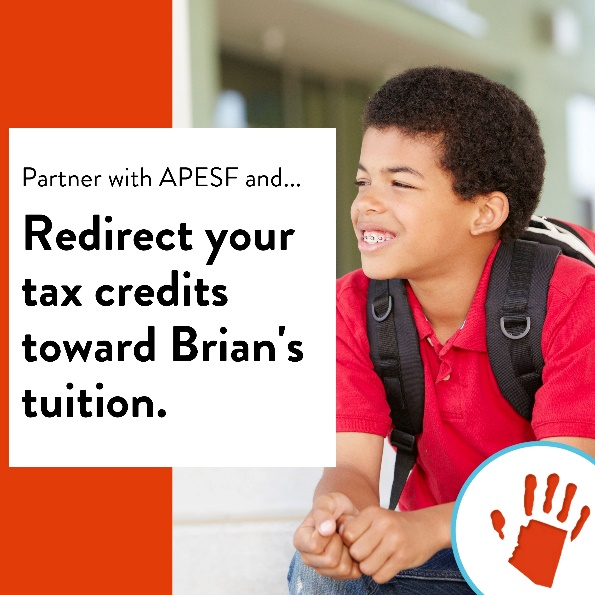 Partner with APESF and...
Redirect your
tax credits
toward Brian's
tuition.